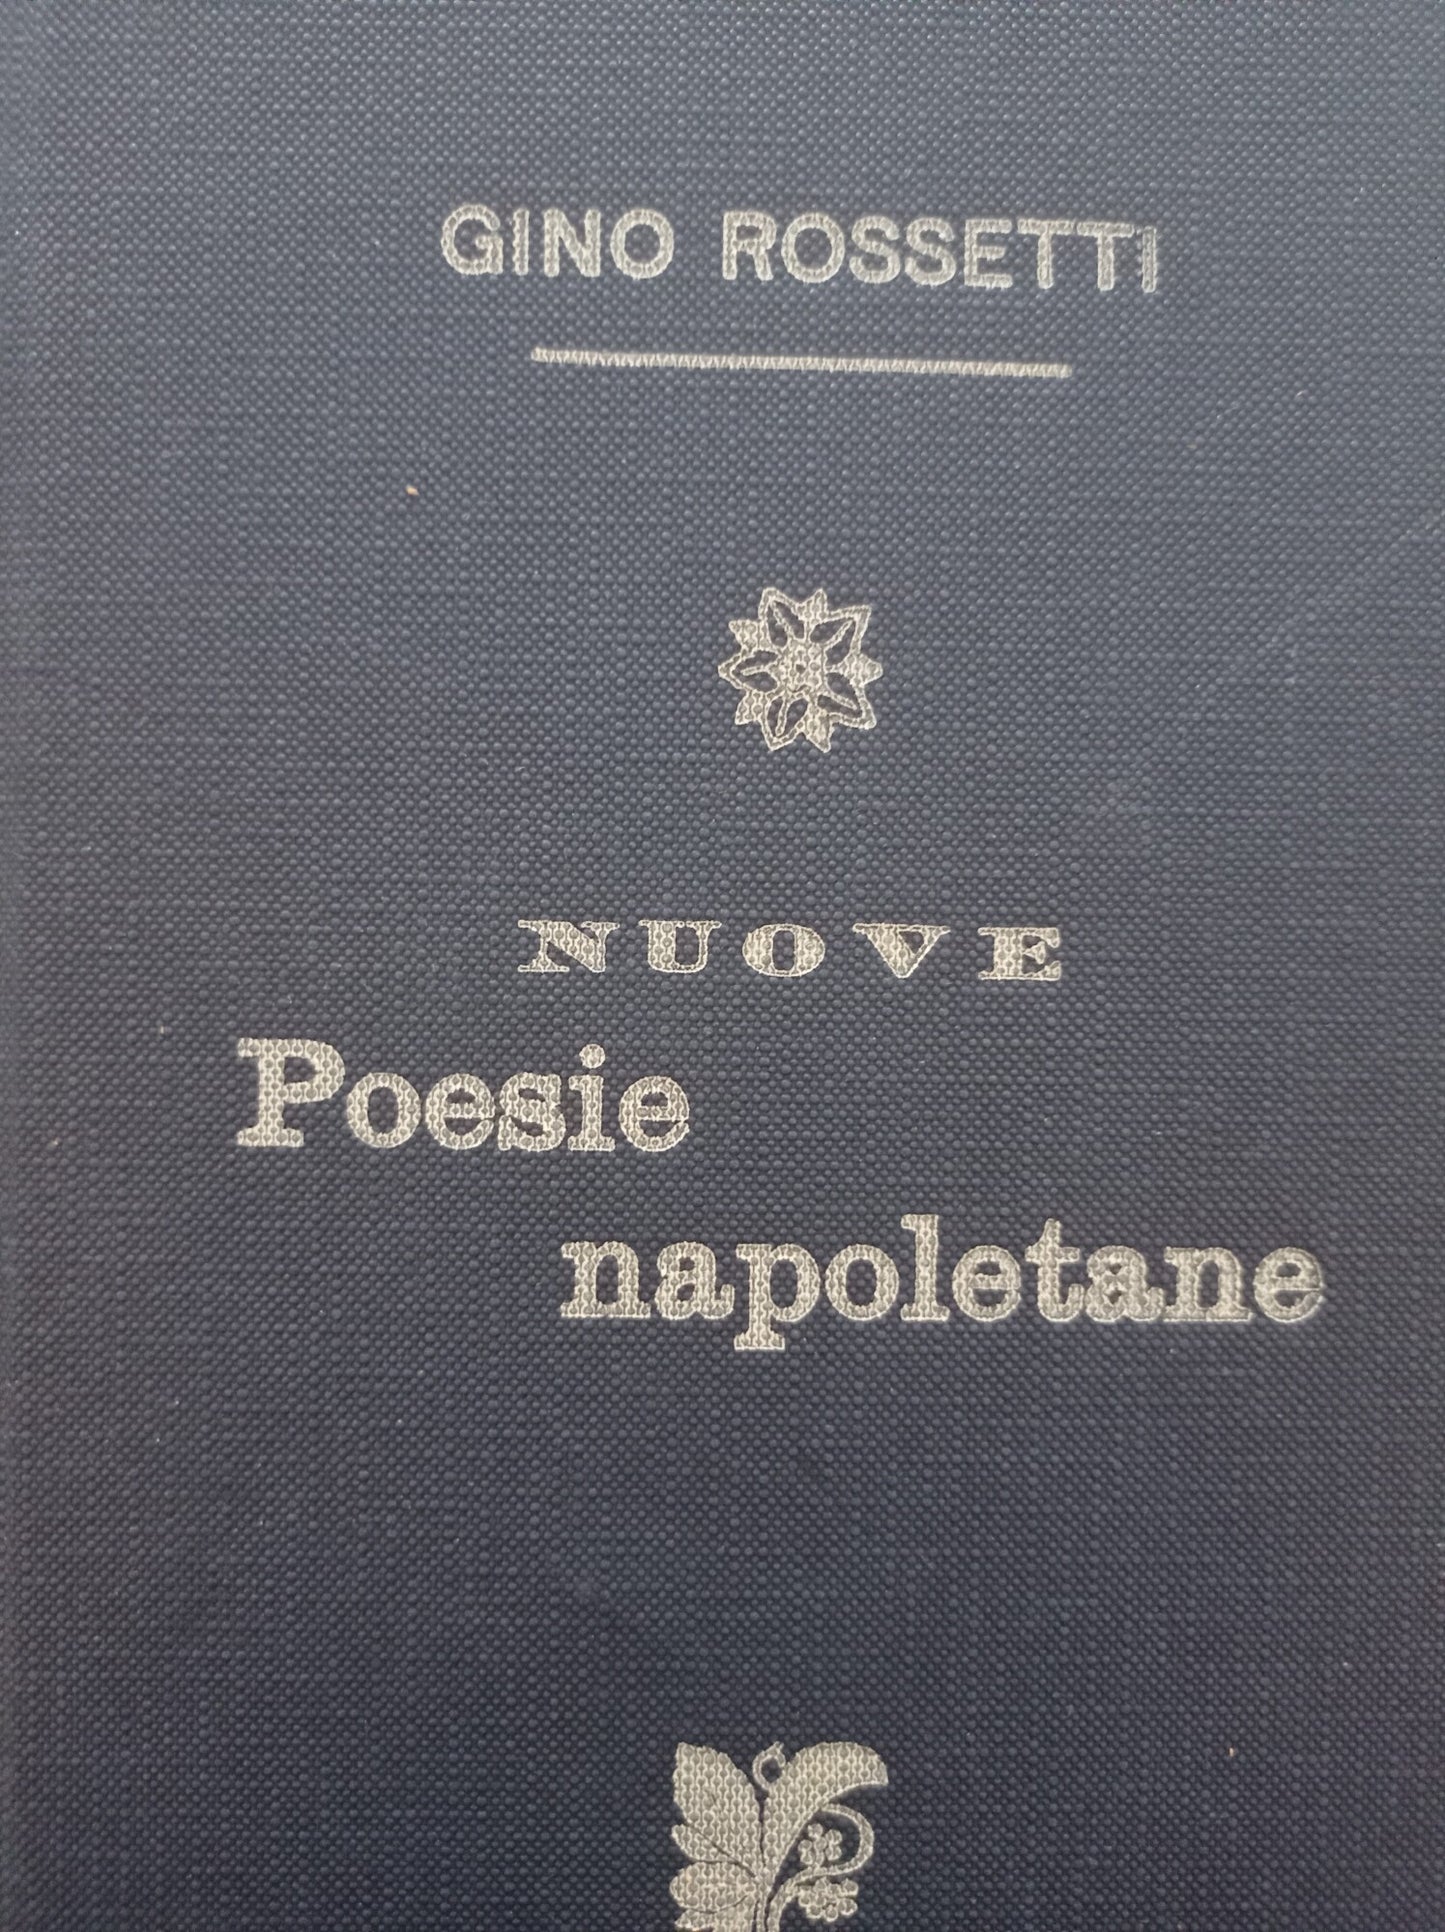 GINO ROSSETTI
NUOVE
Poesie
napoletane